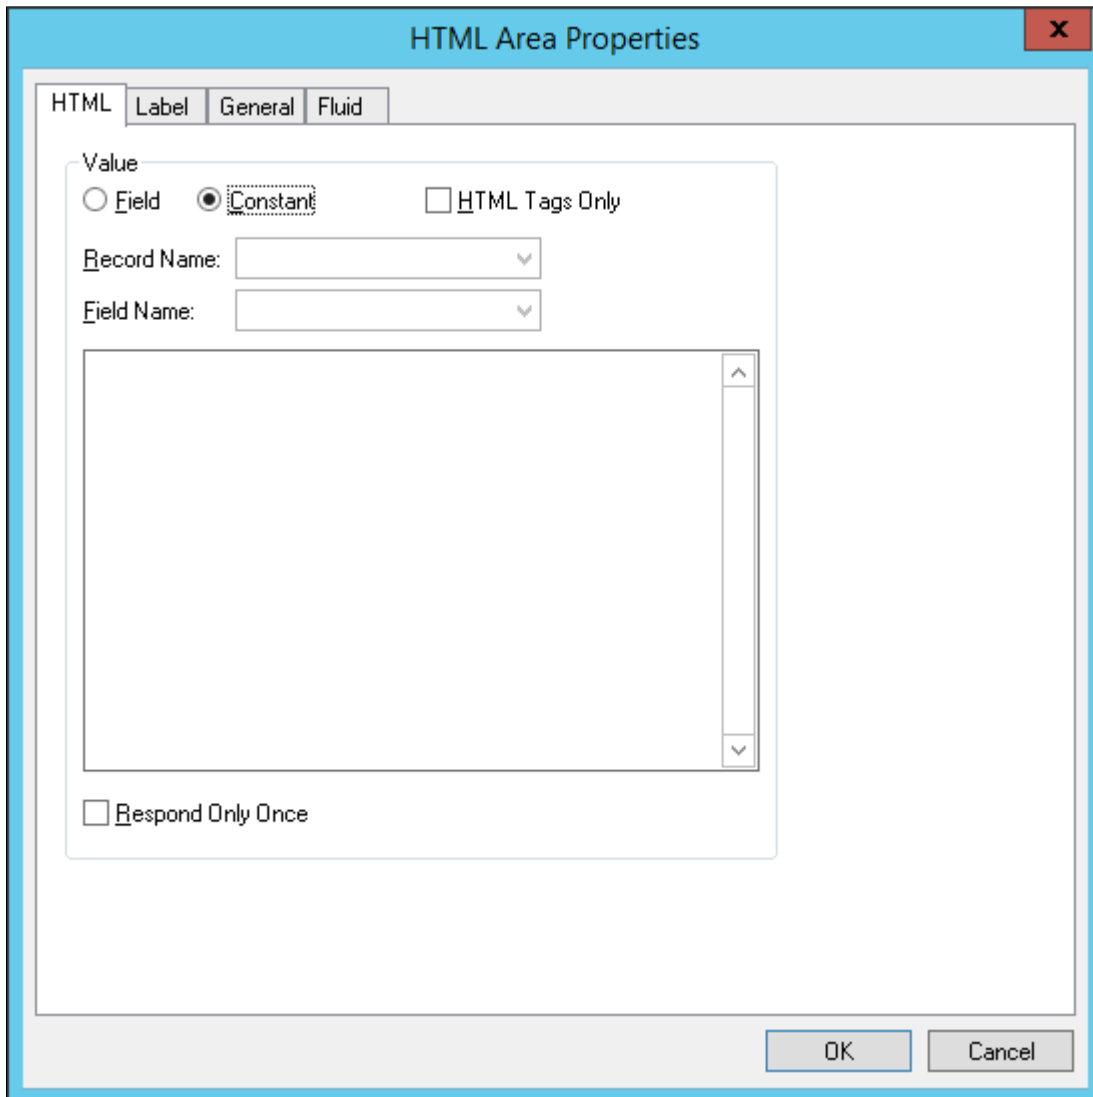 HTML Area Properties
x
HTML Label General Fluid
Value
Field Constant HTML Tags Only
Record Name:
Field Name:
Respond Only Once
OK Cancel